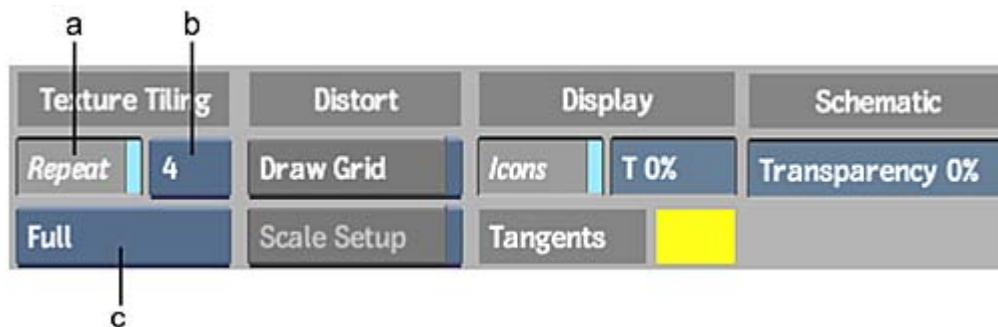 a b
Texture Tiling Distort Display Schematic
Repeat 4 Draw Grid Icons T 0% Transparency 0%
Full Scale Setup Tangents
c